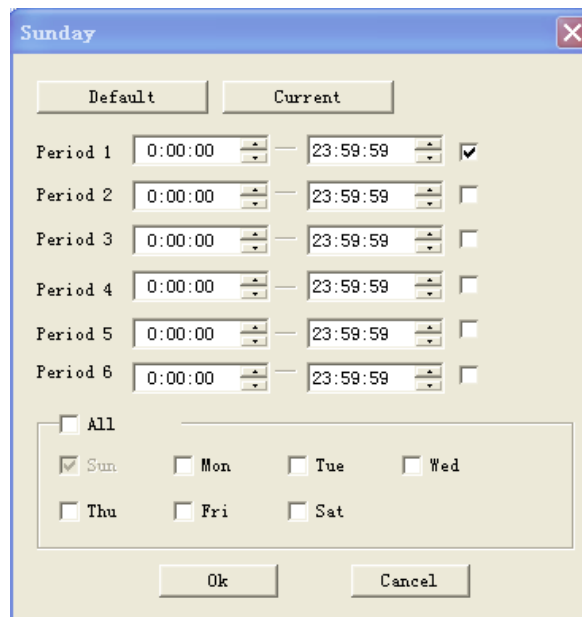 Sunday
Default Current
Period 1 0:00:00 — 23:59:59
Period 2 0:00:00 — 23:59:59
Period 3 0:00:00 — 23:59:59
Period 4 0:00:00 — 23:59:59
Period 5 0:00:00 — 23:59:59
Period 6 0:00:00 — 23:59:59
All
Sun Mon Tue Wed
Thu Fri Sat
Ok Cancel